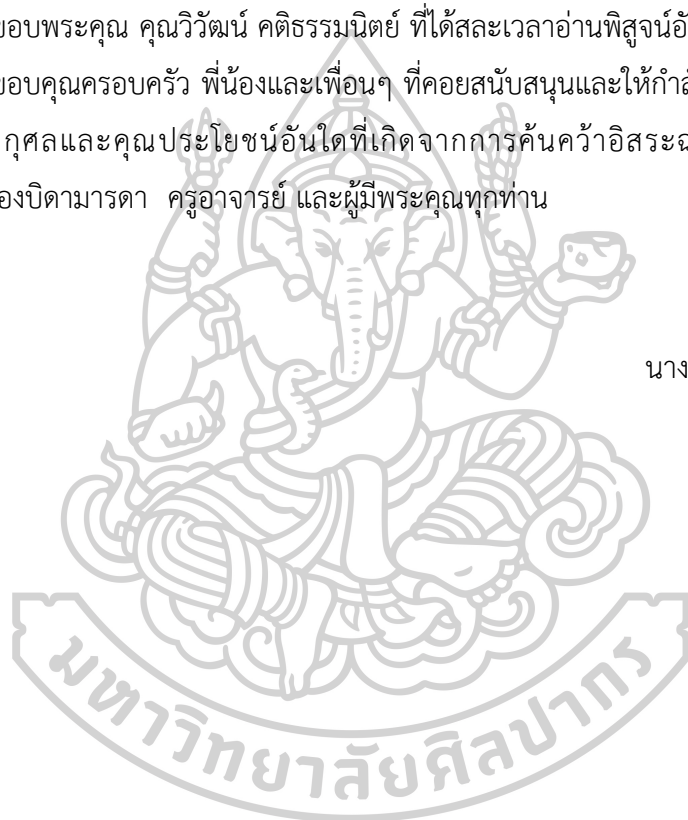 ขอบพระคุณ คุณวิวัฒน์ คติธรรมนิตย์ ที่ได้สละเวลาอ่านพิสูจน์อั
ขอบคุณครอบครัว พี่น้องและเพื่อนๆ ที่คอยสนับสนุนและให้กำลั
กุศลและคุณประโยชน์อันใดที่เกิดจากการค้นคว้าอิสระฉ
องบิดามารดา ครูอาจารย์ และผู้มีพระคุณทุกท่าน
นาง
มหาวิทยาลัยศิลปากร